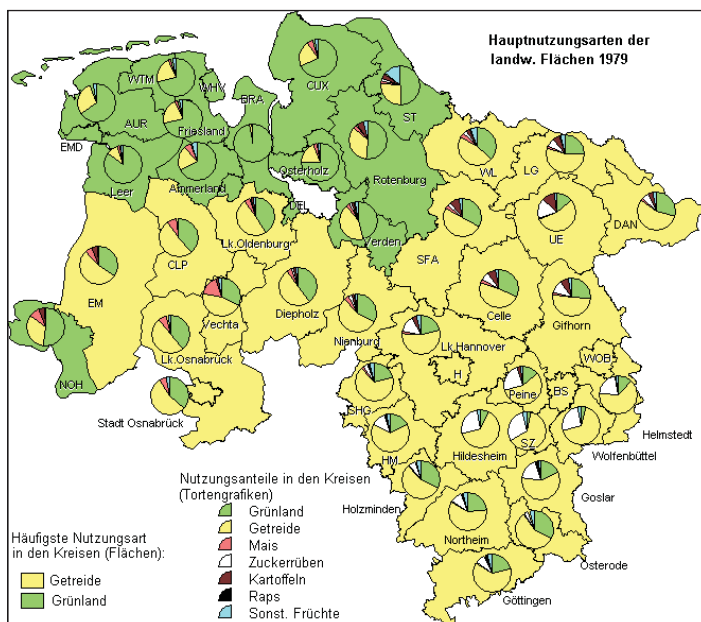 Hauptnutzungsarten der
landw. Flächen 1979
WTM
WHV
BRA
CUX
ST
AUR
Friesland
EMD
Leer
Ammerland
Osterholz
Rotenburg
WL
LG
DEL
Verden
Lk.Oldenburg
CLP
SFA
UE
DAN
EM
Vechta
Diepholz
Nienburg
Celle
Gifhorn
NOH
Lk.Osnabrück
Lk.Hannover
H
WOB
Stadt Osnabrück
SHG
Peine
BS
Helmstedt
HM
Hildesheim
SZ
Wolfenbüttel
Holzminden
Goslar
Northeim
Osterode
Göttingen
Nutzungsanteile in den Kreisen
(Tortengrafiken)
Grünland
Getreide
Mais
Zuckerrüben
Kartoffeln
Raps
Sonst. Früchte
Häufigste Nutzungsart
in den Kreisen (Flächen):
Getreide
Grünland